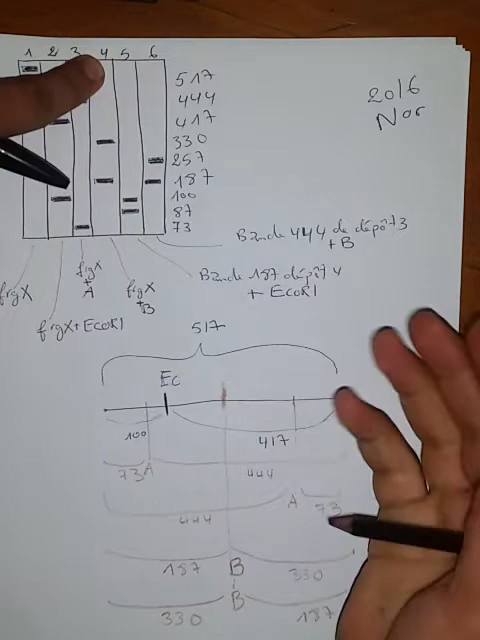 1 2 3 4 5 6
517
444
417
330
257
187
100
87
73
2016
Nor
Bande 444 de dépôt 3
+ B
Bande 187 dépôt 4
+ EcoRI
frgX
frgX+EcoRI
frgX
+
A
frgX
+
B
517
Ec
100
417
73 A
444
444
A
73
187 B 330
330 B 187